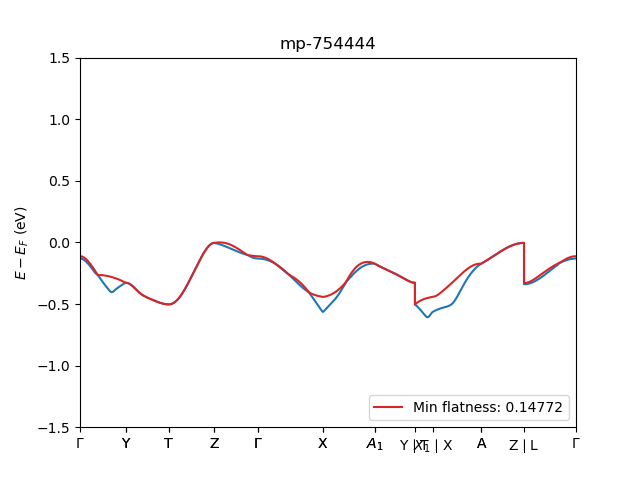 mp-754444
E − E_F (eV)
1.5
1.0
0.5
0.0
−0.5
−1.0
−1.5
Min flatness: 0.14772
Γ Y T Z Γ X A₁ Y | X₁ | X A Z | L Γ